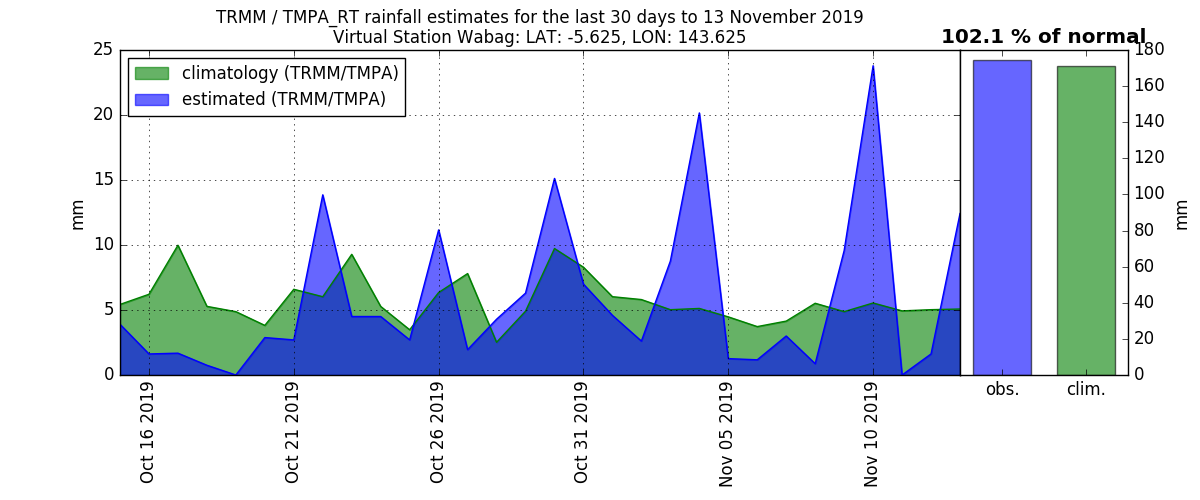 TRMM / TMPA_RT rainfall estimates for the last 30 days to 13 November 2019
Virtual Station Wabag: LAT: -5.625, LON: 143.625
102.1 % of normal
climatology (TRMM/TMPA)
estimated (TRMM/TMPA)
25
20
15
10
5
0
mm
Oct 16 2019
Oct 21 2019
Oct 26 2019
Oct 31 2019
Nov 05 2019
Nov 10 2019
180
160
140
120
100
80
60
40
20
0
mm
obs.
clim.